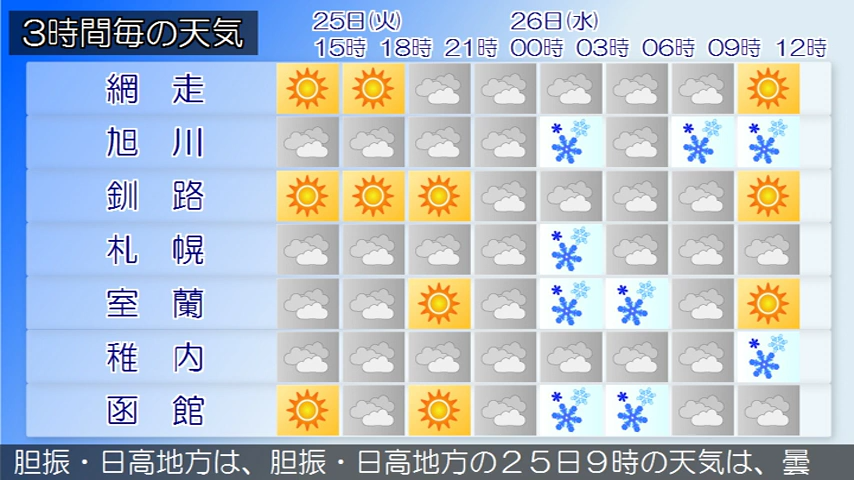 3時間毎の天気
25日(火) 26日(水)
15時 18時 21時 00時 03時 06時 09時 12時
網走
旭川
釧路
札幌
室蘭
稚内
函館
胆振・日高地方は、胆振・日高地方の２５日９時の天気は、曇